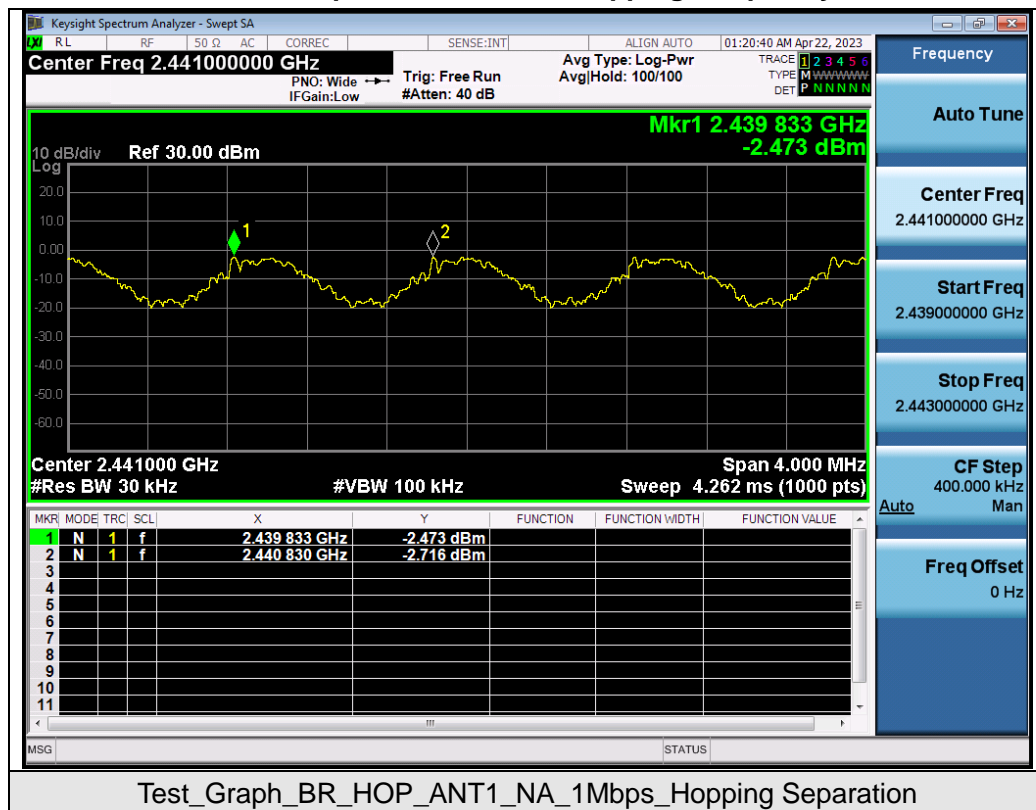 Keysight Spectrum Analyzer - Swept SA
LXI RL RF 50 Ω AC CORREC SENSE:INT ALIGN AUTO 01:20:40 AM Apr 22, 2023
Center Freq 2.441000000 GHz
PNO: Wide
IFGain:Low
Trig: Free Run
#Atten: 40 dB
Avg Type: Log-Pwr
Avg|Hold: 100/100
TRACE 1 2 3 4 5 6
TYPE M W W W W W
DET P N N N N N
Mkr1 2.439 833 GHz
-2.473 dBm
10 dB/div Ref 30.00 dBm
Log
20.0
10.0
0.00
-10.0
-20.0
-30.0
-40.0
-50.0
-60.0
1
2
Center 2.441000 GHz Span 4.000 MHz
#Res BW 30 kHz #VBW 100 kHz Sweep 4.262 ms (1000 pts)
MKR MODE TRC SCL X Y FUNCTION FUNCTION WIDTH FUNCTION VALUE
1 N 1 f 2.439 833 GHz -2.473 dBm
2 N 1 f 2.440 830 GHz -2.716 dBm
3
4
5
6
7
8
9
10
11
MSG STATUS
Frequency
Auto Tune
Center Freq
2.441000000 GHz
Start Freq
2.439000000 GHz
Stop Freq
2.443000000 GHz
CF Step
400.000 kHz
Auto Man
Freq Offset
0 Hz
Test_Graph_BR_HOP_ANT1_NA_1Mbps_Hopping Separation